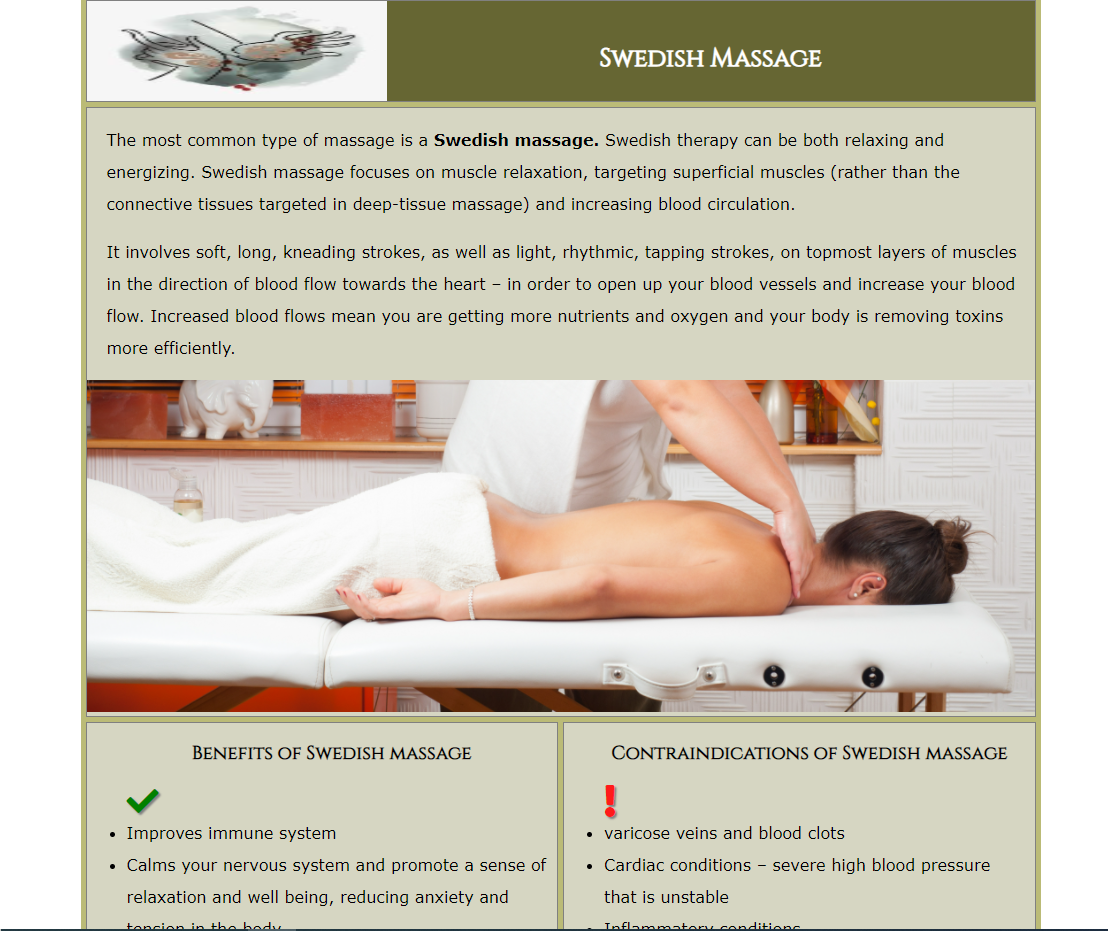 Swedish Massage
The most common type of massage is a Swedish massage. Swedish therapy can be both relaxing and
energizing. Swedish massage focuses on muscle relaxation, targeting superficial muscles (rather than the
connective tissues targeted in deep-tissue massage) and increasing blood circulation.
It involves soft, long, kneading strokes, as well as light, rhythmic, tapping strokes, on topmost layers of muscles
in the direction of blood flow towards the heart – in order to open up your blood vessels and increase your blood
flow. Increased blood flows mean you are getting more nutrients and oxygen and your body is removing toxins
more efficiently.
Benefits of Swedish massage
• Improves immune system
• Calms your nervous system and promote a sense of
relaxation and well being, reducing anxiety and
tension in the body
Contraindications of Swedish massage
• varicose veins and blood clots
• Cardiac conditions – severe high blood pressure
that is unstable
• Inflammatory conditions